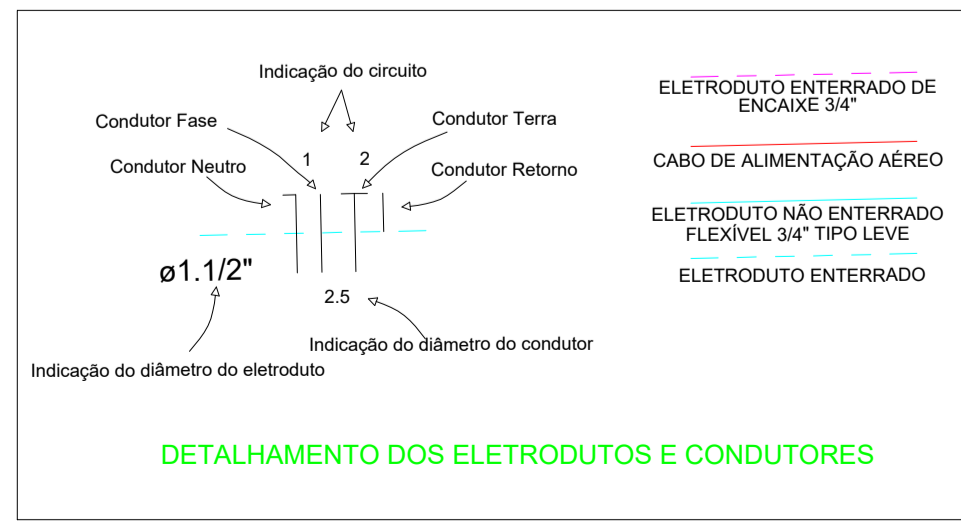 Indicação do circuito
Condutor Fase
Condutor Terra
1 2
Condutor Neutro
Condutor Retorno
ø1.1/2"
2.5
Indicação do diâmetro do condutor
Indicação do diâmetro do eletroduto
ELETRODUTO ENTERRADO DE
ENCAIXE 3/4"
CABO DE ALIMENTAÇÃO AÉREO
ELETRODUTO NÃO ENTERRADO
FLEXÍVEL 3/4" TIPO LEVE
ELETRODUTO ENTERRADO
DETALHAMENTO DOS ELETRODUTOS E CONDUTORES